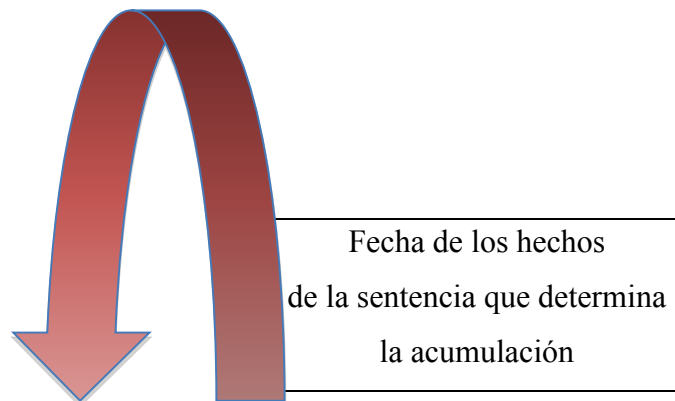 Fecha de los hechos
de la sentencia que determina
la acumulación